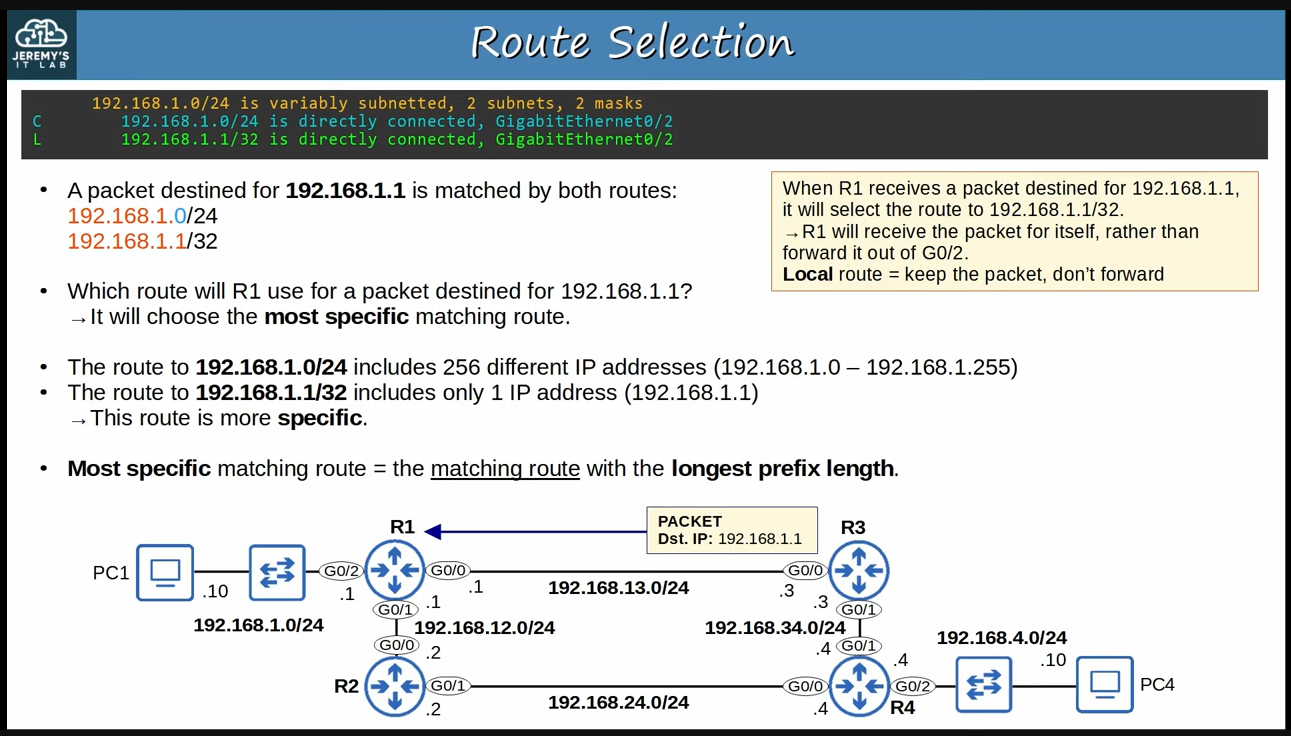 JEREMY'S
IT LAB
Route Selection
192.168.1.0/24 is variably subnetted, 2 subnets, 2 masks
C 192.168.1.0/24 is directly connected, GigabitEthernet0/2
L 192.168.1.1/32 is directly connected, GigabitEthernet0/2
• A packet destined for 192.168.1.1 is matched by both routes:
192.168.1.0/24
192.168.1.1/32
When R1 receives a packet destined for 192.168.1.1,
it will select the route to 192.168.1.1/32.
→R1 will receive the packet for itself, rather than
forward it out of G0/2.
Local route = keep the packet, don't forward
• Which route will R1 use for a packet destined for 192.168.1.1?
→It will choose the most specific matching route.
• The route to 192.168.1.0/24 includes 256 different IP addresses (192.168.1.0 – 192.168.1.255)
• The route to 192.168.1.1/32 includes only 1 IP address (192.168.1.1)
→This route is more specific.
• Most specific matching route = the matching route with the longest prefix length.
PACKET
Dst. IP: 192.168.1.1
R1
R3
PC1
.10
G0/2
.1
G0/0
.1
192.168.13.0/24
G0/0
.3
G0/1
.1
.3
G0/1
192.168.1.0/24
192.168.12.0/24
192.168.34.0/24
192.168.4.0/24
G0/0
.2
.4
G0/1
.4
.10
R2
G0/1
.2
192.168.24.0/24
G0/0
.4
G0/2
R4
PC4